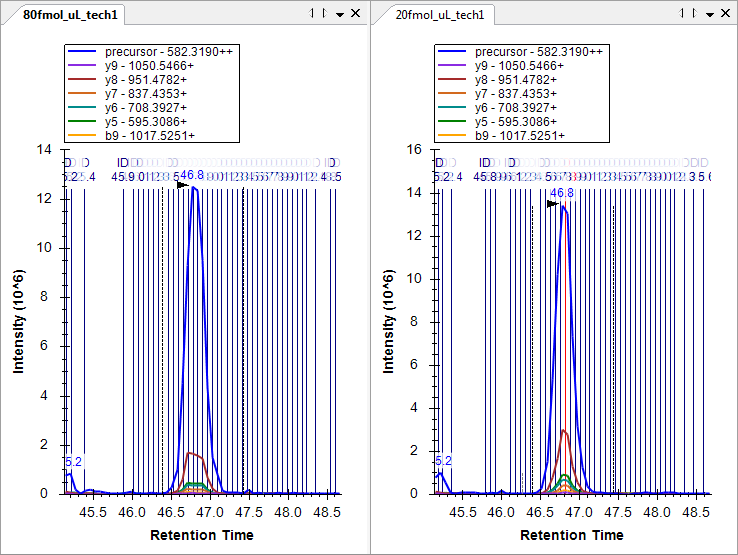 80fmol_uL_tech1
precursor - 582.3190++
y9 - 1050.5466+
y8 - 951.4782+
y7 - 837.4353+
y6 - 708.3927+
y5 - 595.3086+
b9 - 1017.5251+
14
12
10
8
6
4
2
0
46.8
5.2
Intensity (10^6)
45.5 46.0 46.5 47.0 47.5 48.0 48.5
Retention Time
20fmol_uL_tech1
precursor - 582.3190++
y9 - 1050.5466+
y8 - 951.4782+
y7 - 837.4353+
y6 - 708.3927+
y5 - 595.3086+
b9 - 1017.5251+
16
14
12
10
8
6
4
2
0
46.8
5.2
Intensity (10^6)
45.5 46.0 46.5 47.0 47.5 48.0 48.5
Retention Time